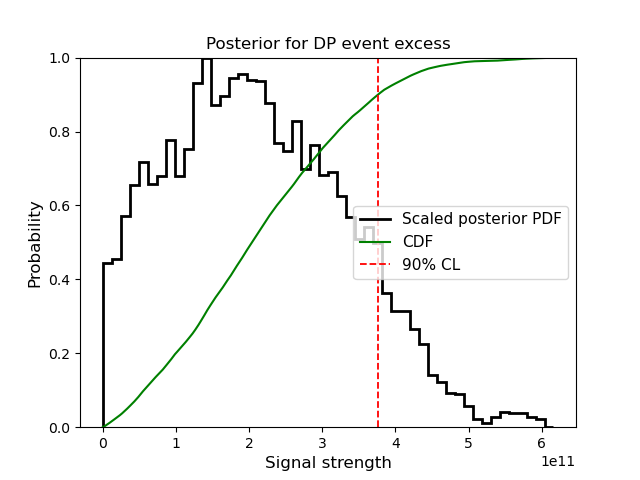 Posterior for DP event excess
1.0
0.8
0.6
0.4
0.2
0.0
Probability
Scaled posterior PDF
CDF
90% CL
0 1 2 3 4 5 6
1e11
Signal strength